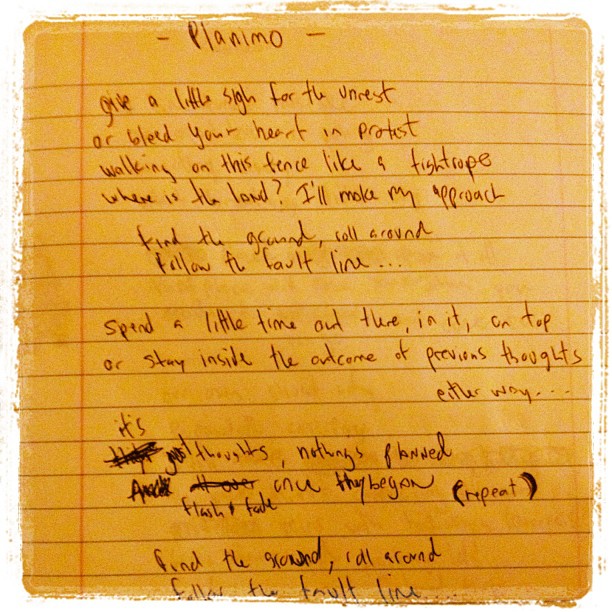 - Planimo -
give a little sigh for the unrest
or bleed your heart in protest
walking on this fence like a tightrope
where is the land? I'll make my approach
find the ground, roll around
follow the fault line...
spend a little time out there, in it, on top
or stay inside the outcome of previous thoughts
either way....
it's
just thoughts, nothing's planned
once they began (repeat)
flash & fade
find the ground, roll around
follow the fault line....